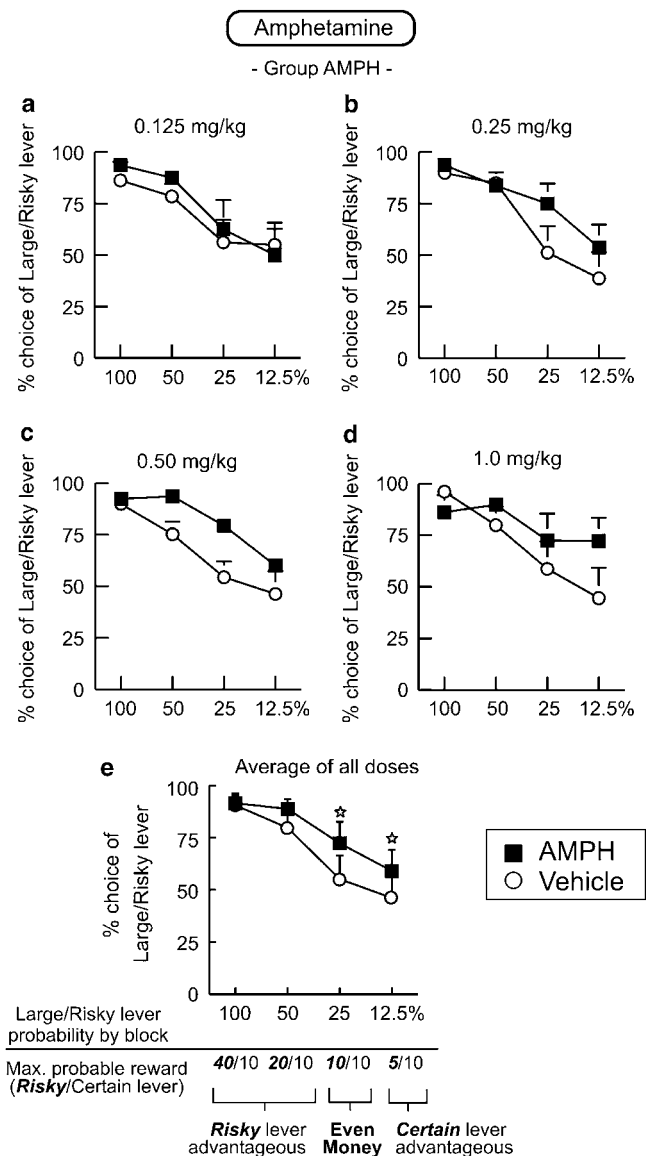 Amphetamine
- Group AMPH -
a
0.125 mg/kg
% choice of Large/Risky lever
100
75
50
25
0
100 50 25 12.5%
b
0.25 mg/kg
% choice of Large/Risky lever
100
75
50
25
0
100 50 25 12.5%
c
0.50 mg/kg
% choice of Large/Risky lever
100
75
50
25
0
100 50 25 12.5%
d
1.0 mg/kg
% choice of Large/Risky lever
100
75
50
25
0
100 50 25 12.5%
e
Average of all doses
% choice of
Large/Risky lever
100
75
50
25
0
100 50 25 12.5%
AMPH
Vehicle
Large/Risky lever
probability by block
Max. probable reward
(Risky/Certain lever)
40/10 20/10 10/10 5/10
Risky lever
advantageous
Even
Money
Certain lever
advantageous